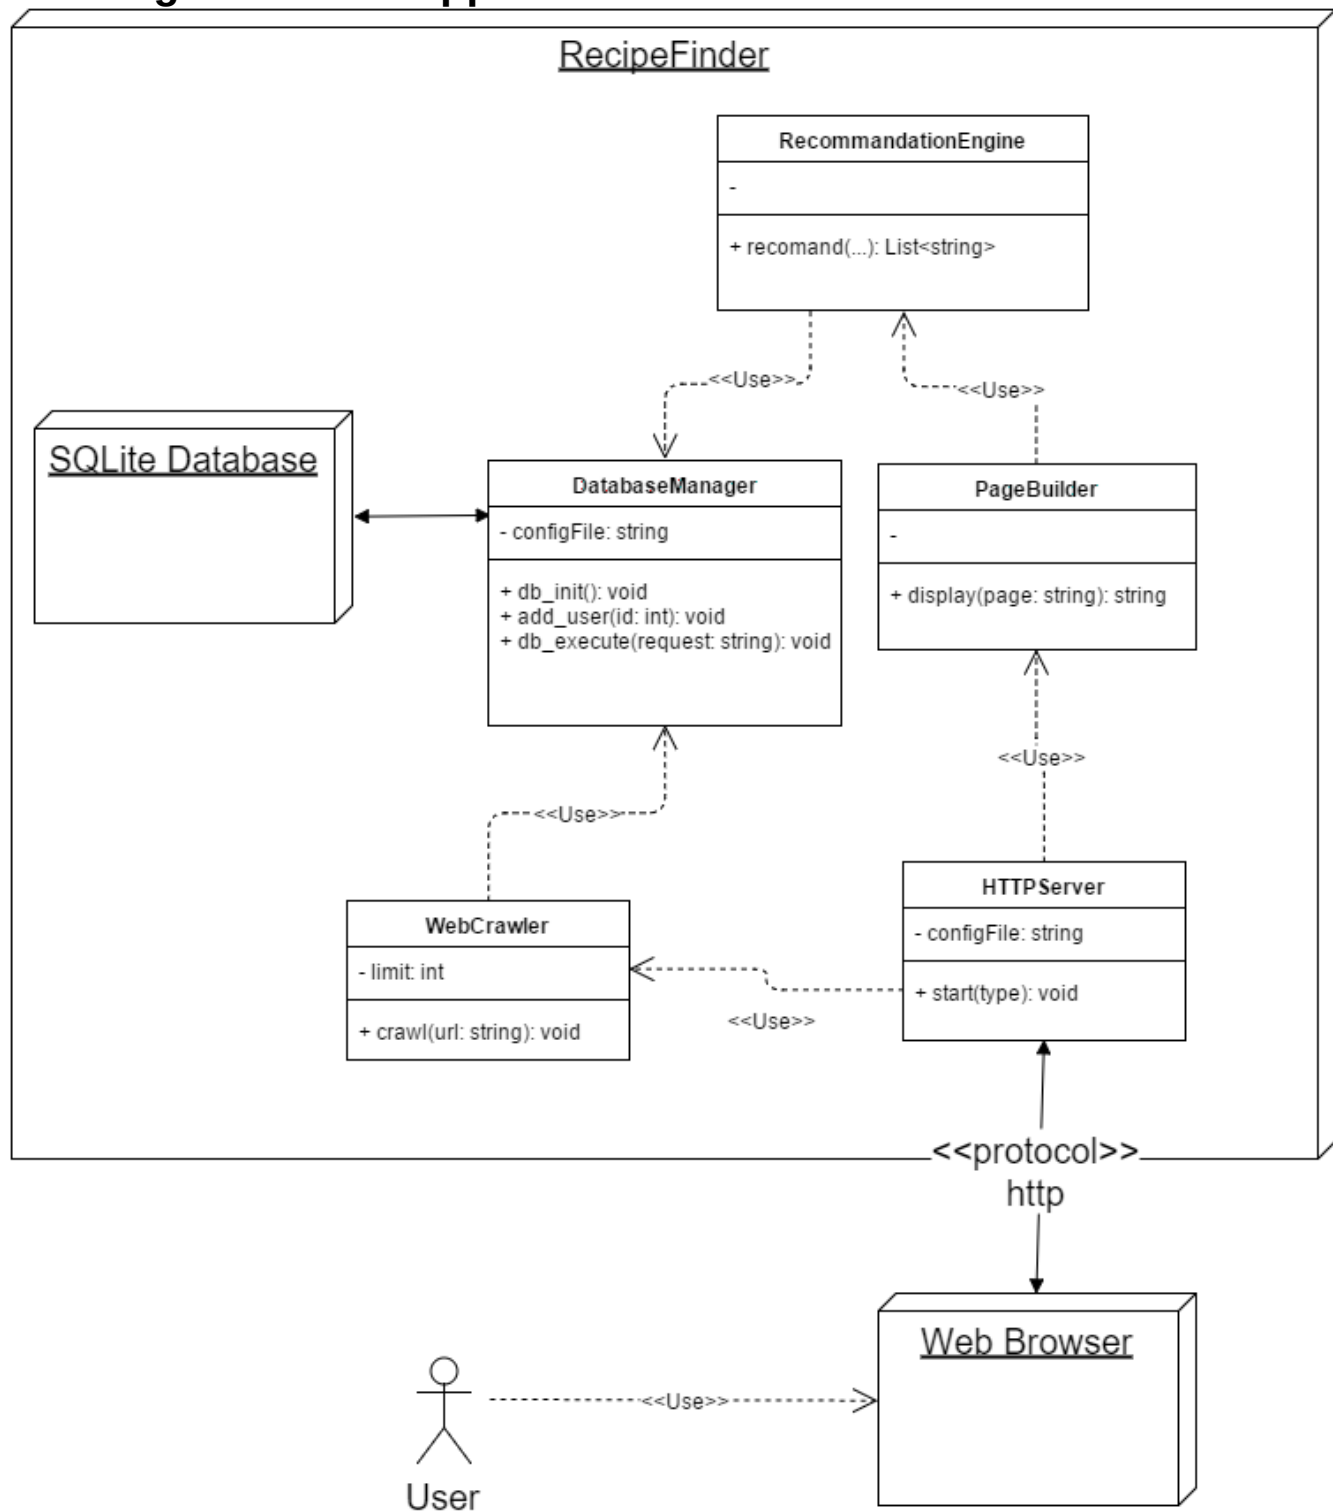 RecipeFinder
RecommandationEngine
-
+ recomand(...): List<string>
<<Use>>
<<Use>>
SQLite Database
DatabaseManager
- configFile: string
+ db_init(): void
+ add_user(id: int): void
+ db_execute(request: string): void
PageBuilder
-
+ display(page: string): string
<<Use>>
<<Use>>
WebCrawler
- limit: int
+ crawl(url: string): void
HTTPServer
- configFile: string
+ start(type): void
<<Use>>
<<protocol>>
http
Web Browser
<<Use>>
User